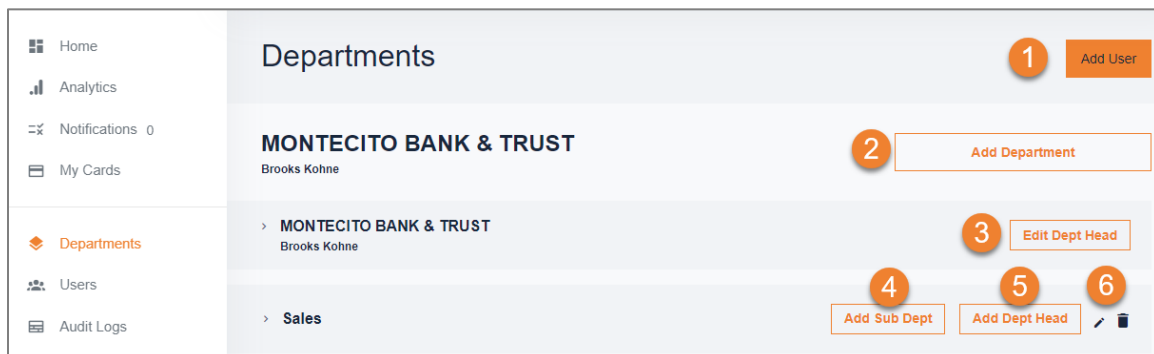 Home
Analytics
Notifications 0
My Cards
Departments
Users
Audit Logs
Departments
1
Add User
MONTECITO BANK & TRUST
Brooks Kohne
2
Add Department
MONTECITO BANK & TRUST
Brooks Kohne
3
Edit Dept Head
4
5
6
Sales
Add Sub Dept
Add Dept Head